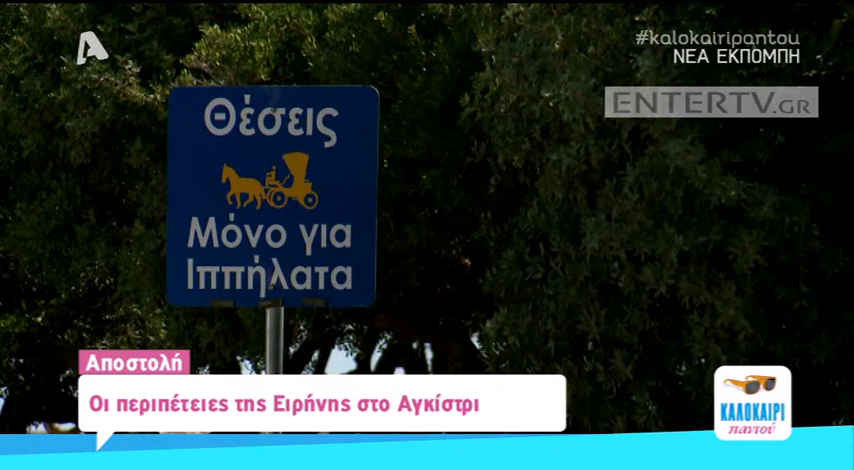 #kalokairipantou
ΝΕΑ ΕΚΠΟΜΠΗ
ENTERTV.GR
Θέσεις
Μόνο για
Ιππήλατα
Αποστολή
Οι περιπέτειες της Ειρήνης στο Αγκίστρι
ΚΑΛΟΚΑΙΡΙ
παντού